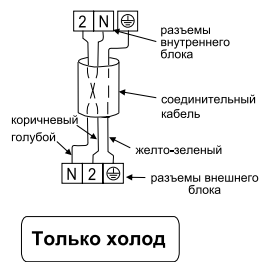 2 N
разъемы
внутреннего
блока
соединительный
кабель
коричневый
голубой
желто-зеленый
N 2
разъемы внешнего
блока
Только холод